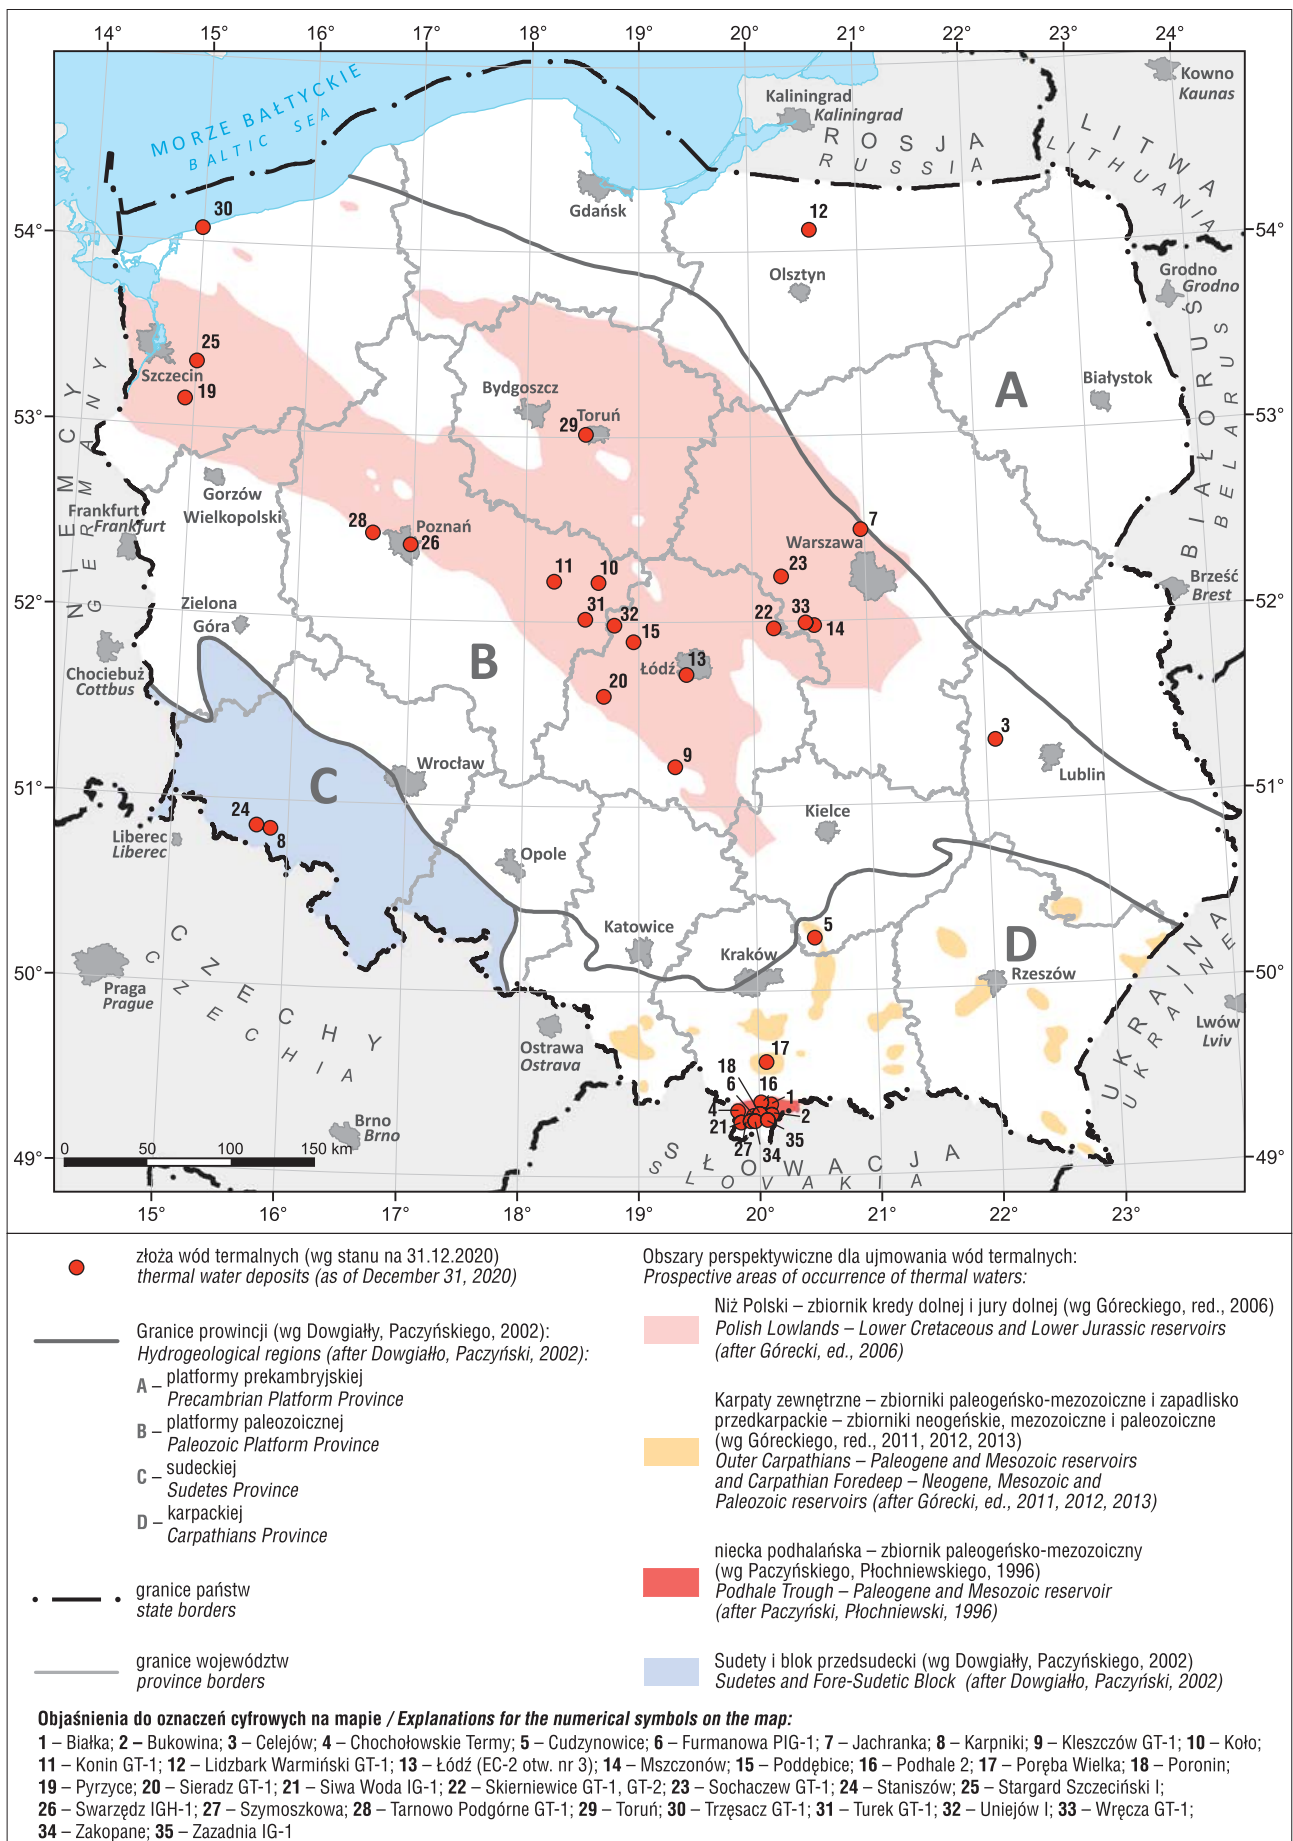 14° 15° 16° 17° 18° 19° 20° 21° 22° 23° 24°
MORZE BAŁTYCKIE
BALTIC SEA
Kaliningrad
Kaliningrad
ROSJA
RUSSIA
LITWA
LITHUANIA
Kowno
Kaunas
30
Gdańsk
12
54°
54°
Olsztyn
Grodno
Grodno
25
Szczecin
19
NIEMCY
GERMANY
Bydgoszcz
Toruń
29
A
Białystok
BIAŁORUŚ
BELARUS
53°
53°
Gorzów
Wielkopolski
Frankfurt
Frankfurt
28
Poznań
26
7
Warszawa
11
10
23
Brześć
Brest
52°
52°
Zielona
Góra
31
32
15
22
33
14
Chociebuż
Cottbus
B
Łódź
13
20
3
Lublin
9
51°
51°
C
Wrocław
24
8
Liberec
Liberec
Kielce
Opole
Katowice
5
Kraków
D
Rzeszów
50°
50°
Praga
Prague
CZECHY
CZECHIA
Ostrawa
Ostrava
UKRAINA
UKRAINE
Lwów
Lviv
17
18
6
16
1
4
2
21
35
27
34
Brno
Brno
SŁOWACJA
SLOVAKIA
0 50 100 150 km
49°
49°
15° 16° 17° 18° 19° 20° 21° 22° 23°
złoża wód termalnych (wg stanu na 31.12.2020)
thermal water deposits (as of December 31, 2020)
Granice prowincji (wg Dowgiałły, Paczyńskiego, 2002):
Hydrogeological regions (after Dowgiałło, Paczyński, 2002):
A – platformy prekambryjskiej
Precambrian Platform Province
B – platformy paleozoicznej
Paleozoic Platform Province
C – sudeckiej
Sudetes Province
D – karpackiej
Carpathians Province
granice państw
state borders
granice województw
province borders
Obszary perspektywiczne dla ujmowania wód termalnych:
Prospective areas of occurrence of thermal waters:
Niż Polski – zbiornik kredy dolnej i jury dolnej (wg Góreckiego, red., 2006)
Polish Lowlands – Lower Cretaceous and Lower Jurassic reservoirs
(after Górecki, ed., 2006)
Karpaty zewnętrzne – zbiorniki paleogeńsko-mezozoiczne i zapadlisko
przedkarpackie – zbiorniki neogeńskie, mezozoiczne i paleozoiczne
(wg Góreckiego, red., 2011, 2012, 2013)
Outer Carpathians – Paleogene and Mesozoic reservoirs
and Carpathian Foredeep – Neogene, Mesozoic and
Paleozoic reservoirs (after Górecki, ed., 2011, 2012, 2013)
niecka podhalańska – zbiornik paleogeńsko-mezozoiczny
(wg Paczyńskiego, Płochniewskiego, 1996)
Podhale Trough – Paleogene and Mesozoic reservoir
(after Paczyński, Płochniewski, 1996)
Sudety i blok przedsudecki (wg Dowgiałły, Paczyńskiego, 2002)
Sudetes and Fore-Sudetic Block (after Dowgiałło, Paczyński, 2002)
Objaśnienia do oznaczeń cyfrowych na mapie / Explanations for the numerical symbols on the map:
1 – Białka; 2 – Bukowina; 3 – Celejów; 4 – Chochołowskie Termy; 5 – Cudzynowice; 6 – Furmanowa PIG-1; 7 – Jachranka; 8 – Karpniki; 9 – Kleszczów GT-1; 10 – Koło;
11 – Konin GT-1; 12 – Lidzbark Warmiński GT-1; 13 – Łódź (EC-2 otw. nr 3); 14 – Mszczonów; 15 – Poddębice; 16 – Podhale 2; 17 – Poręba Wielka; 18 – Poronin;
19 – Pyrzyce; 20 – Sieradz GT-1; 21 – Siwa Woda IG-1; 22 – Skierniewice GT-1, GT-2; 23 – Sochaczew GT-1; 24 – Staniszów; 25 – Stargard Szczeciński I;
26 – Swarzędz IGH-1; 27 – Szymoszkowa; 28 – Tarnowo Podgórne GT-1; 29 – Toruń; 30 – Trzęsacz GT-1; 31 – Turek GT-1; 32 – Uniejów I; 33 – Wręcza GT-1;
34 – Zakopane; 35 – Zazadnia IG-1